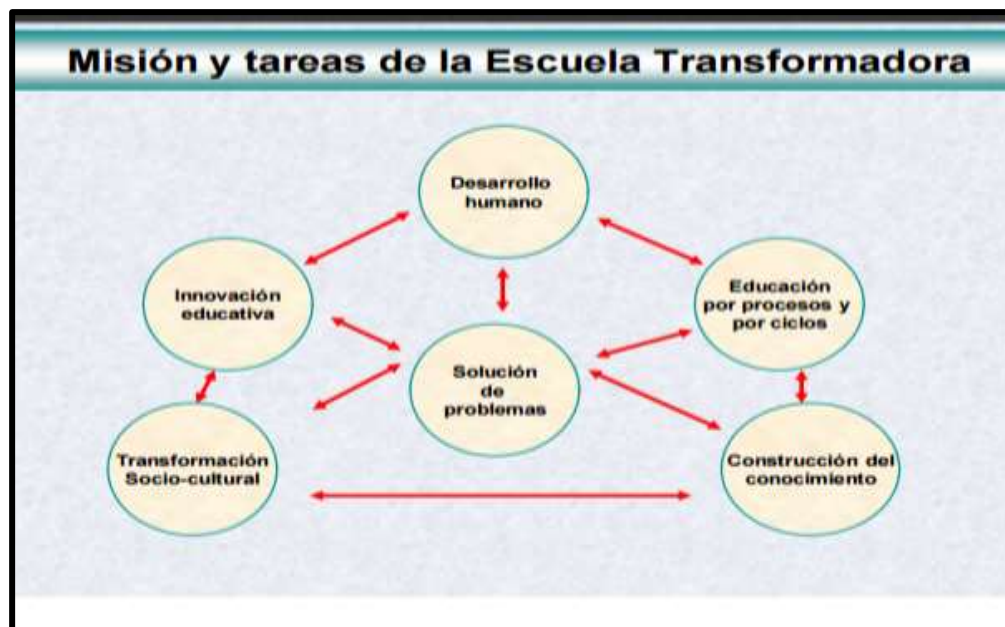 Misión y tareas de la Escuela Transformadora
Desarrollo
humano
Innovación
educativa
Educación
por procesos y
por ciclos
Solución
de
problemas
Transformación
Socio-cultural
Construcción del
conocimiento